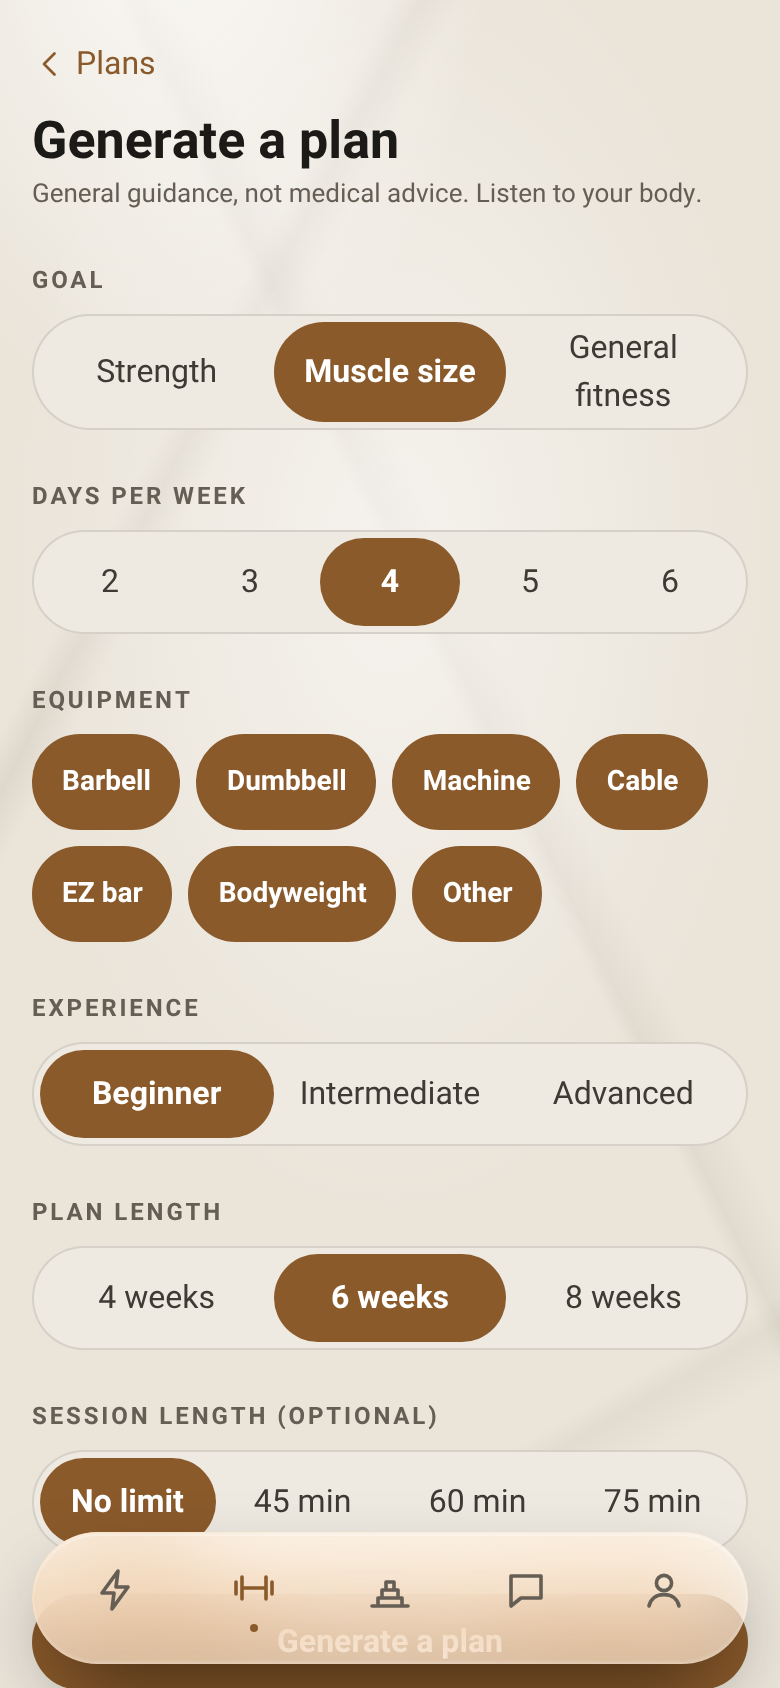 Plans
Generate a plan
General guidance, not medical advice. Listen to your body.
GOAL
Strength Muscle size General fitness
DAYS PER WEEK
2 3 4 5 6
EQUIPMENT
Barbell Dumbbell Machine Cable
EZ bar Bodyweight Other
EXPERIENCE
Beginner Intermediate Advanced
PLAN LENGTH
4 weeks 6 weeks 8 weeks
SESSION LENGTH (OPTIONAL)
No limit 45 min 60 min 75 min
Generate a plan